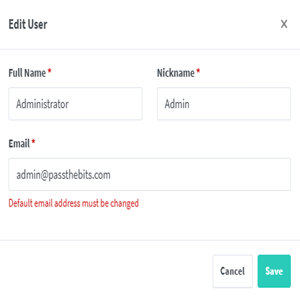 Edit User X
Full Name * Nickname *
Administrator Admin
Email *
admin@passthebits.com
Default email address must be changed
Cancel Save